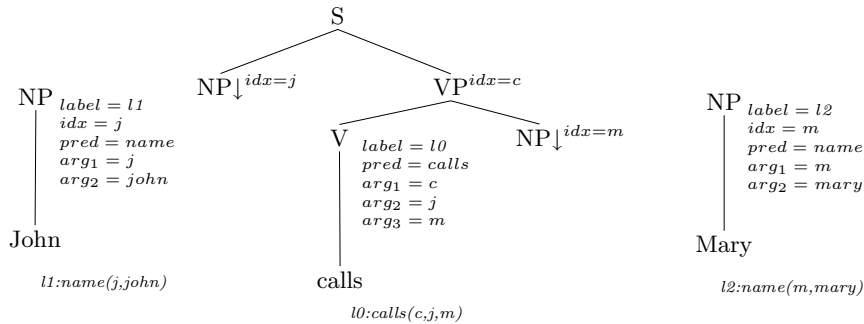 S
NP↓idx=j
VP idx=c
NP
label = l1
idx = j
pred = name
arg1 = j
arg2 = john
John
l1:name(j,john)
V
label = l0
pred = calls
arg1 = c
arg2 = j
arg3 = m
calls
l0:calls(c,j,m)
NP↓idx=m
NP
label = l2
idx = m
pred = name
arg1 = m
arg2 = mary
Mary
l2:name(m,mary)